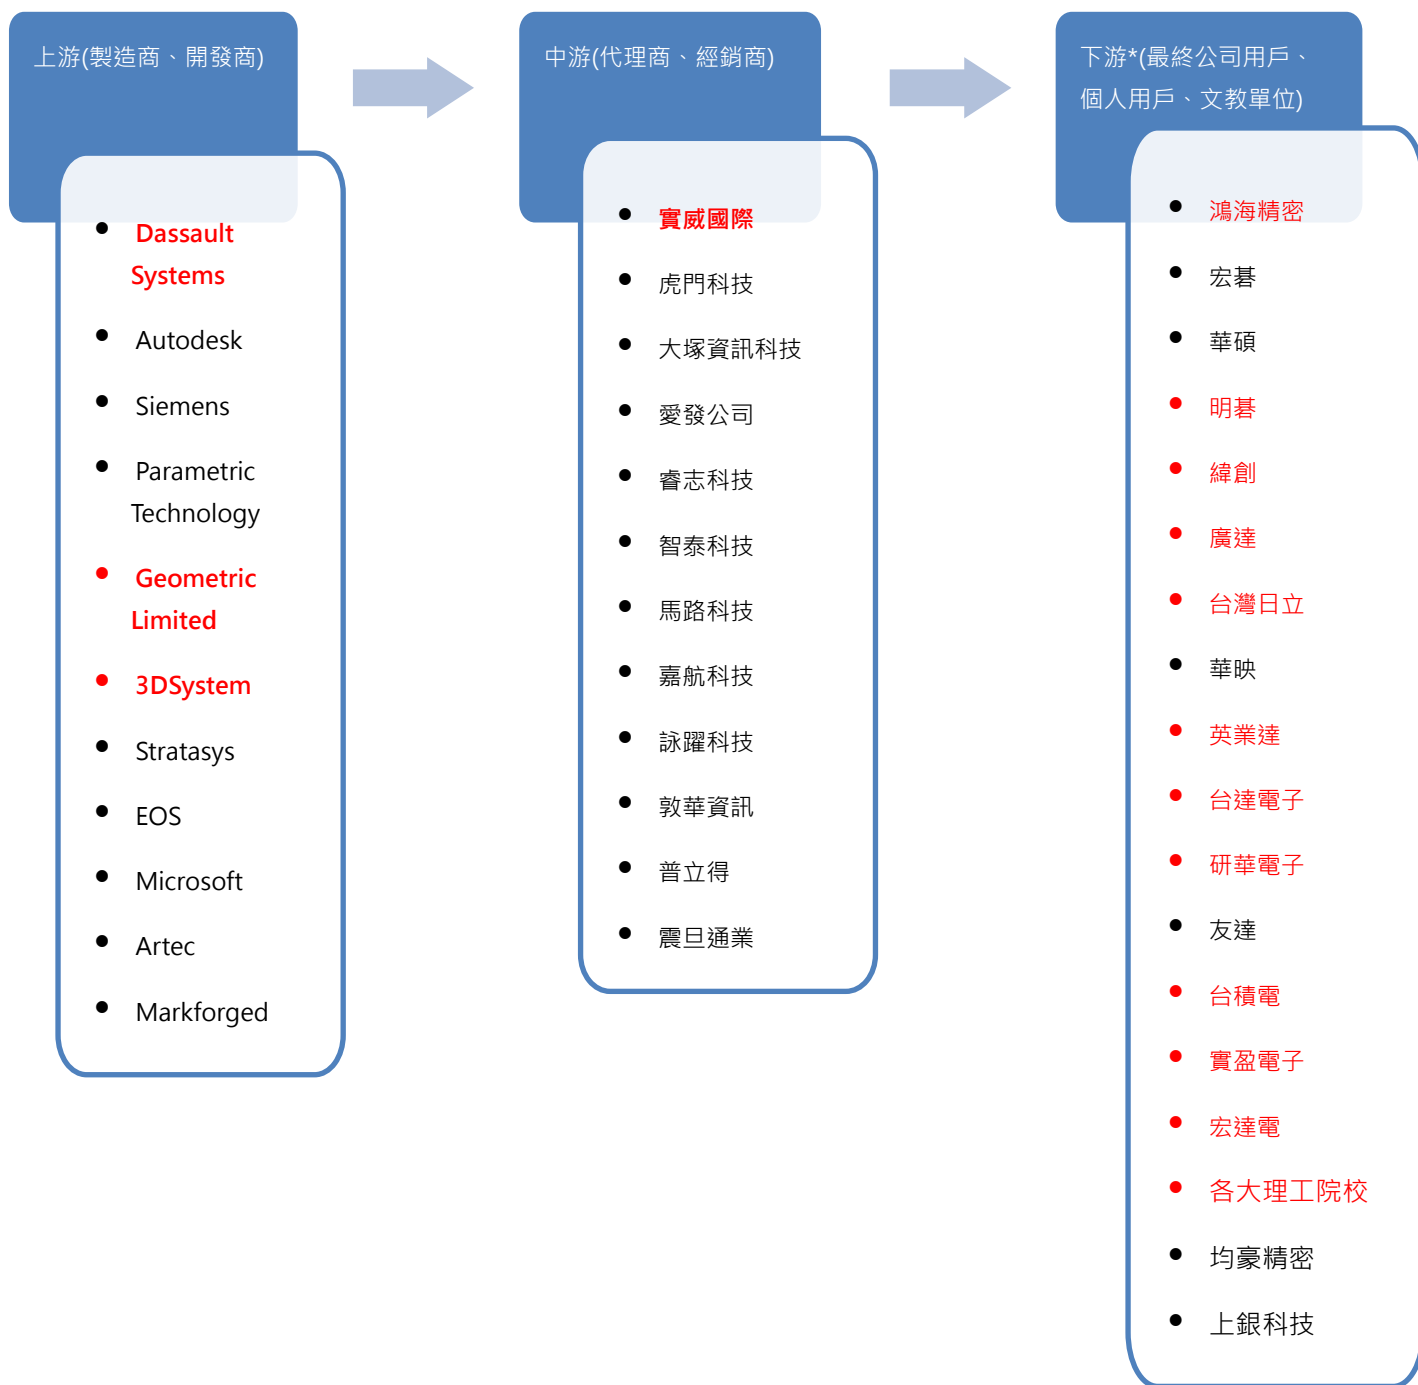 上游(製造商、開發商)
• Dassault
Systems
• Autodesk
• Siemens
• Parametric
Technology
• Geometric
Limited
• 3DSystem
• Stratasys
• EOS
• Microsoft
• Artec
• Markforged
中游(代理商、經銷商)
• 實威國際
• 虎門科技
• 大塚資訊科技
• 愛發公司
• 睿志科技
• 智泰科技
• 馬路科技
• 嘉航科技
• 詠躍科技
• 敦華資訊
• 普立得
• 震旦通業
下游*(最終公司用戶、
個人用戶、文教單位)
• 鴻海精密
• 宏碁
• 華碩
• 明碁
• 緯創
• 廣達
• 台灣日立
• 華映
• 英業達
• 台達電子
• 研華電子
• 友達
• 台積電
• 實盈電子
• 宏達電
• 各大理工院校
• 均豪精密
• 上銀科技